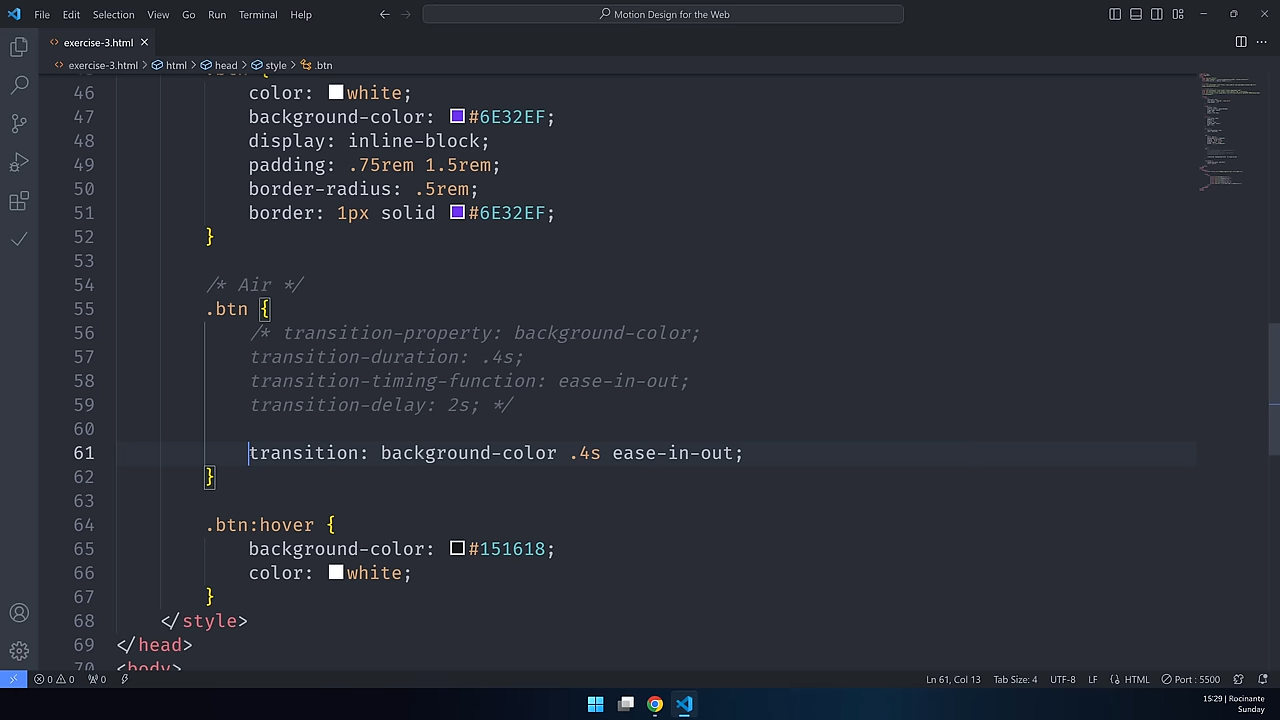 File Edit Selection View Go Run Terminal Help
Motion Design for the Web
exercise-3.html
exercise-3.html > html > head > style > .btn
46 color: white;
47 background-color: #6E32EF;
48 display: inline-block;
49 padding: .75rem 1.5rem;
50 border-radius: .5rem;
51 border: 1px solid #6E32EF;
52 }
53
54 /* Air */
55 .btn {
56 /* transition-property: background-color;
57 transition-duration: .4s;
58 transition-timing-function: ease-in-out;
59 transition-delay: 2s; */
60
61 transition: background-color .4s ease-in-out;
62 }
63
64 .btn:hover {
65 background-color: #151618;
66 color: white;
67 }
68 </style>
69 </head>
70 <body>
0 0 0 Ln 61, Col 13 Tab Size: 4 UTF-8 LF HTML Port : 5500
15:29 | Rocinante
Sunday